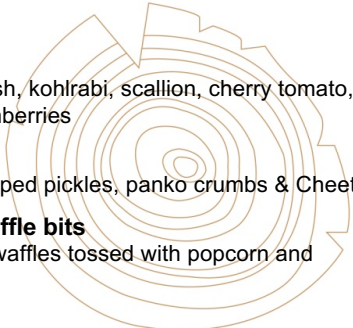 sh, kohlrabi, scallion, cherry tomato,
berries
ped pickles, panko crumbs & Cheet
ffle bits
waffles tossed with popcorn and